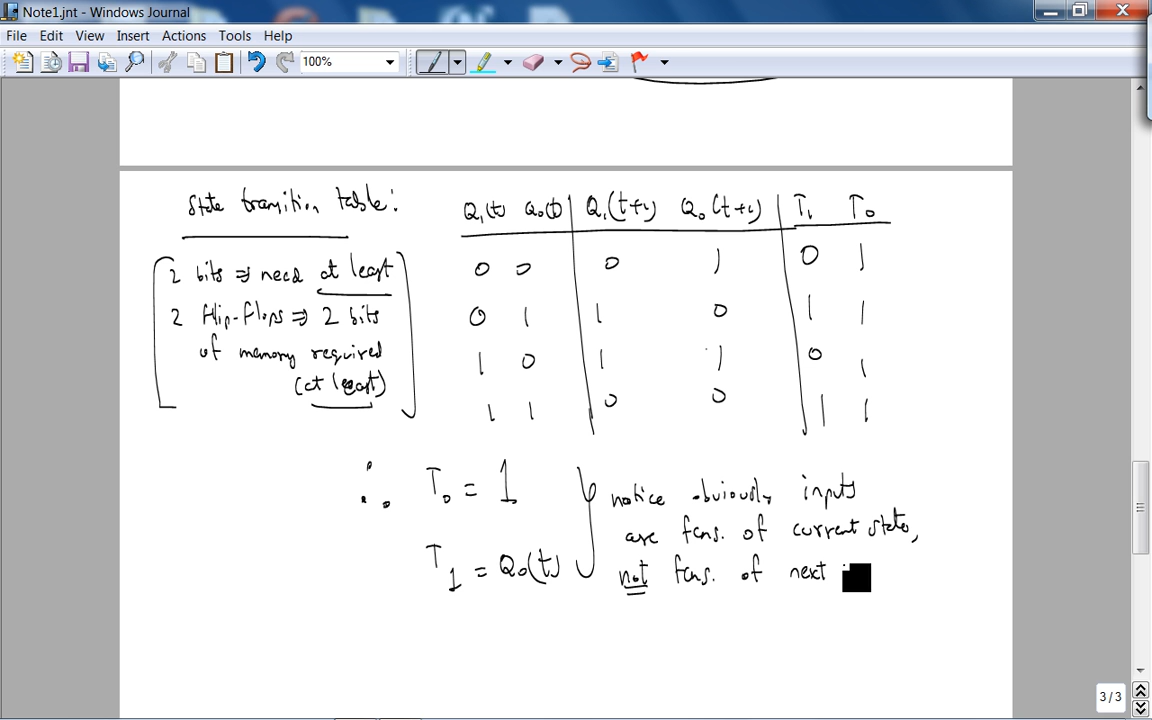 Note1.jnt - Windows Journal
File Edit View Insert Actions Tools Help
100%
State transition table:
[2 bits ⇒ need at least
2 flip-flops ⇒ 2 bits
of memory required
(at least)]
Q₁(t) Q₀(t) | Q₁(t+1) Q₀(t+1) | T₁ T₀
0 0 | 0 1 | 0 1
0 1 | 1 0 | 1 1
1 0 | 1 1 | 0 1
1 1 | 0 0 | 1 1
∴ T₀ = 1
T₁ = Q₀(t)
notice obviously inputs
are fcns. of current state,
not fcns. of next
3/3